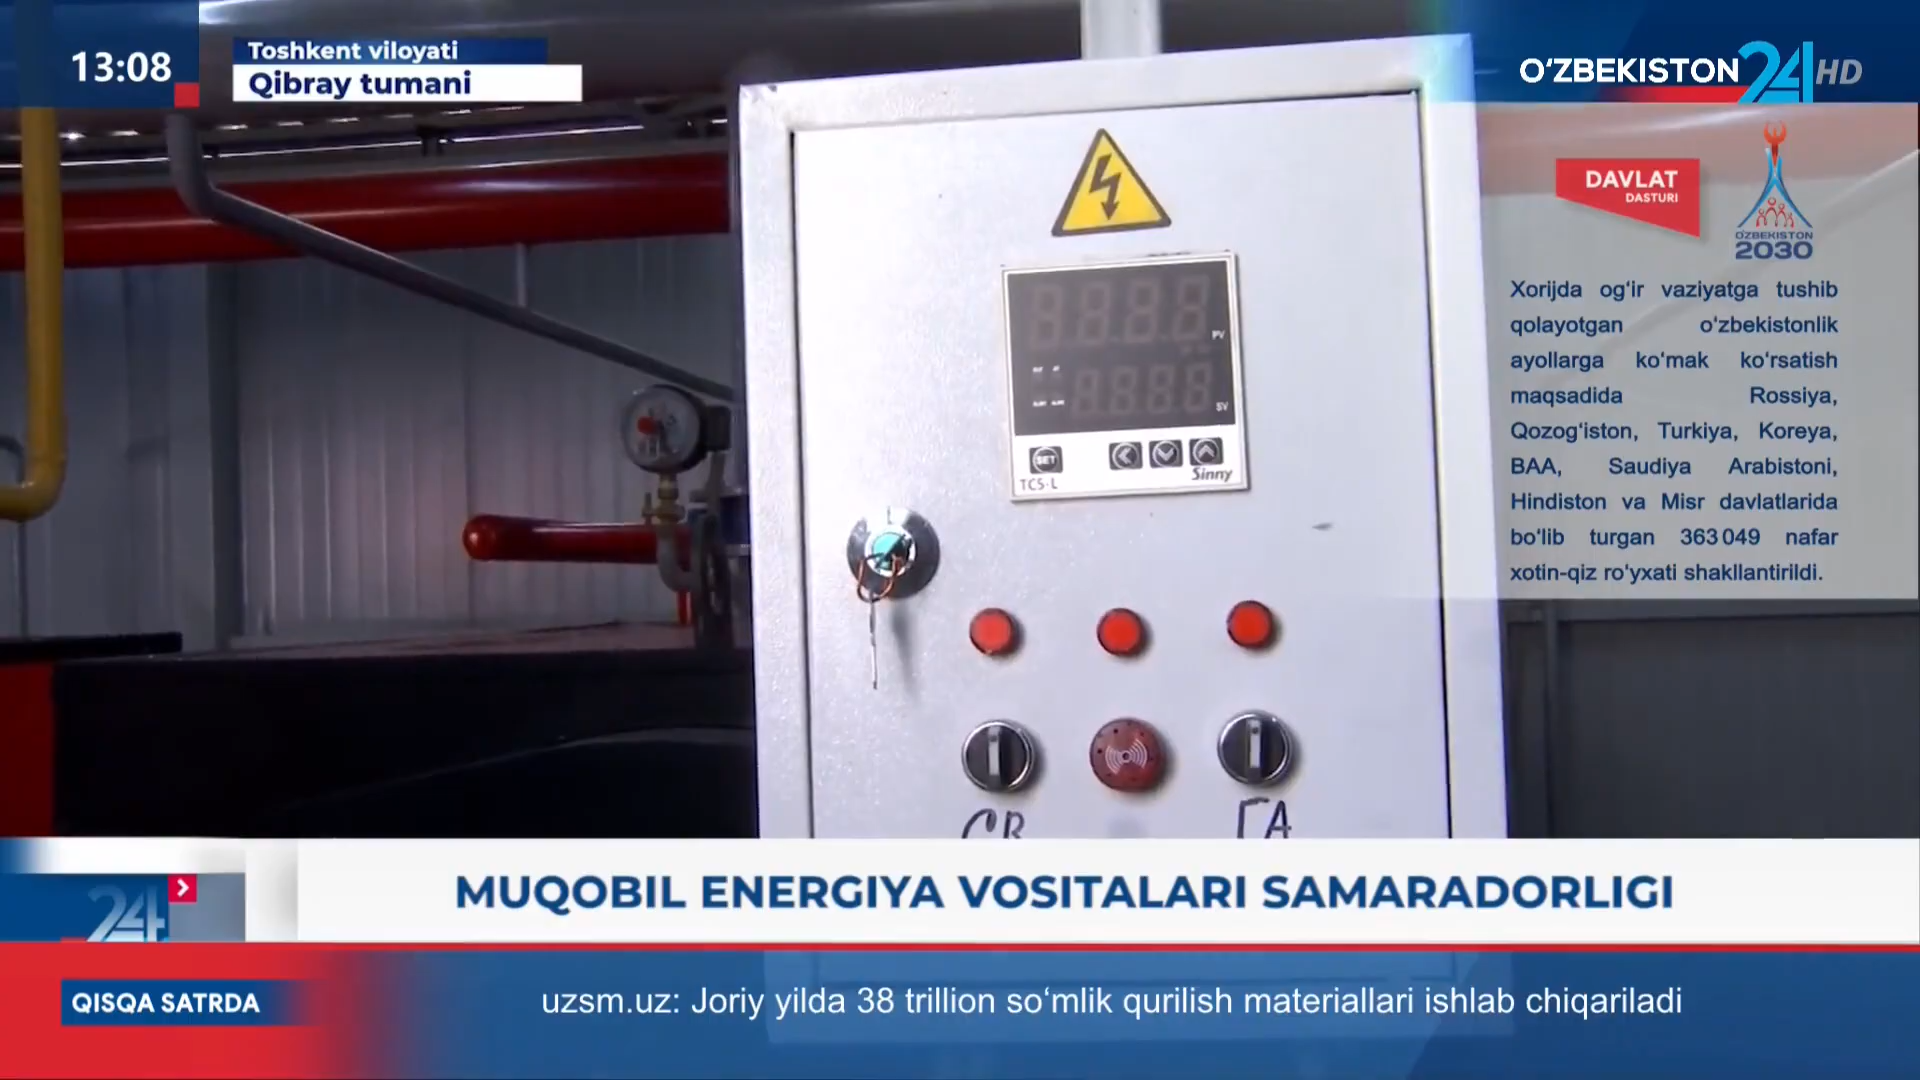 13:08
Toshkent viloyati
Qibray tumani
O‘ZBEKISTON 24 HD
DAVLAT
DASTURI
O‘ZBEKISTON
2030
Xorijda og‘ir vaziyatga tushib
qolayotgan o‘zbekistonlik
ayollarga ko‘mak ko‘rsatish
maqsadida Rossiya,
Qozog‘iston, Turkiya, Koreya,
BAA, Saudiya Arabistoni,
Hindiston va Misr davlatlarida
bo‘lib turgan 363 049 nafar
xotin-qiz ro‘yxati shakllantirildi.
PV
SV
SET
TCS-L
Sinny
СВ
ГА
24
MUQOBIL ENERGIYA VOSITALARI SAMARADORLIGI
QISQA SATRDA
uzsm.uz: Joriy yilda 38 trillion so‘mlik qurilish materiallari ishlab chiqariladi